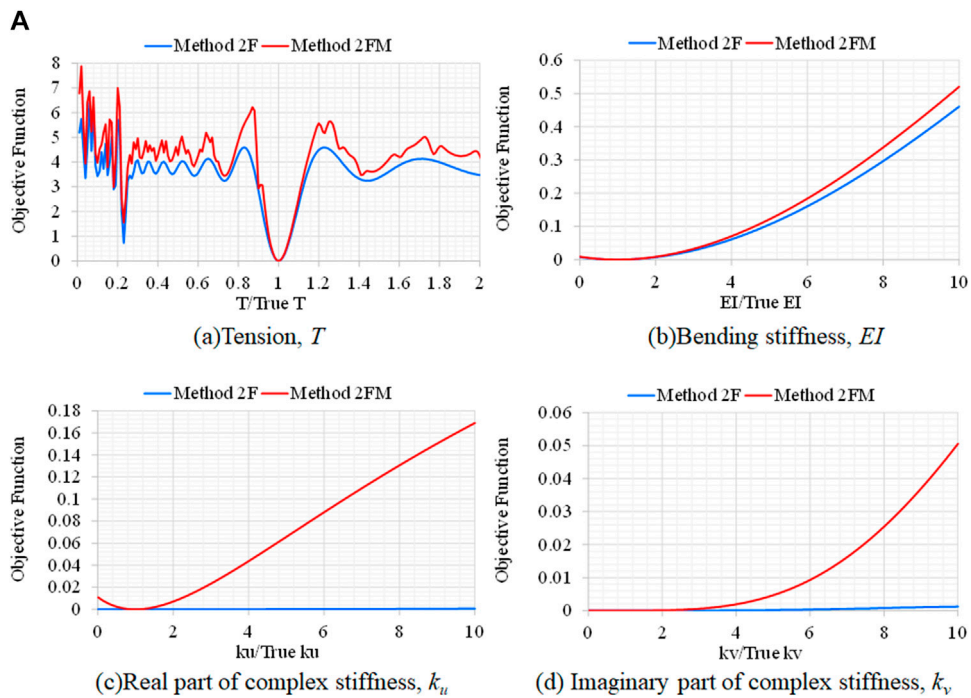 A
Method 2F Method 2FM
8
7
6
5
4
3
2
1
0
Objective Function
0 0.2 0.4 0.6 0.8 1 1.2 1.4 1.6 1.8 2
T/True T
(a)Tension, T
Method 2F Method 2FM
0.6
0.5
0.4
0.3
0.2
0.1
0
Objective Function
0 2 4 6 8 10
EI/True EI
(b)Bending stiffness, EI
Method 2F Method 2FM
0.18
0.16
0.14
0.12
0.1
0.08
0.06
0.04
0.02
0
Objective Function
0 2 4 6 8 10
ku/True ku
(c)Real part of complex stiffness, ku
Method 2F Method 2FM
0.06
0.05
0.04
0.03
0.02
0.01
0
Objective Function
0 2 4 6 8 10
kv/True kv
(d) Imaginary part of complex stiffness, kv